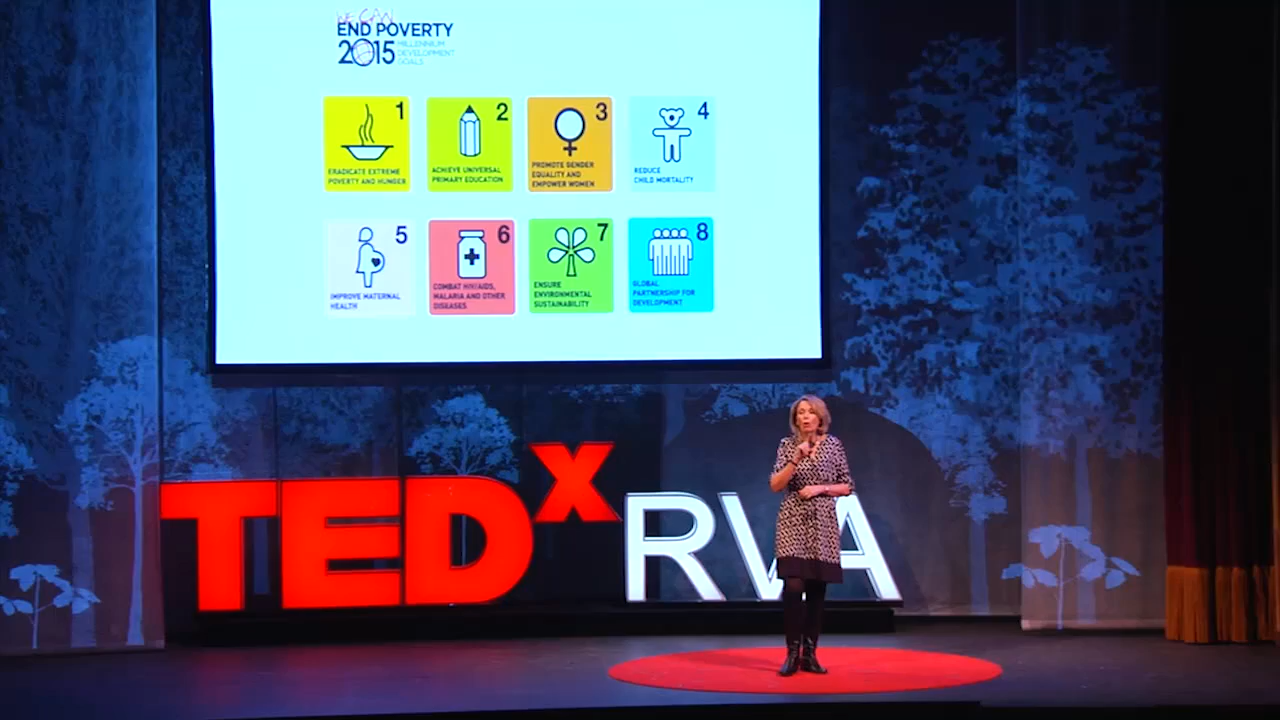 WE CAN
END POVERTY
2015 MILLENNIUM
DEVELOPMENT
GOALS
1
ERADICATE EXTREME
POVERTY AND HUNGER
2
ACHIEVE UNIVERSAL
PRIMARY EDUCATION
3
PROMOTE GENDER
EQUALITY AND
EMPOWER WOMEN
4
REDUCE
CHILD MORTALITY
5
IMPROVE MATERNAL
HEALTH
6
COMBAT HIV/AIDS,
MALARIA AND OTHER
DISEASES
7
ENSURE
ENVIRONMENTAL
SUSTAINABILITY
8
GLOBAL
PARTNERSHIP FOR
DEVELOPMENT
TEDx RVA